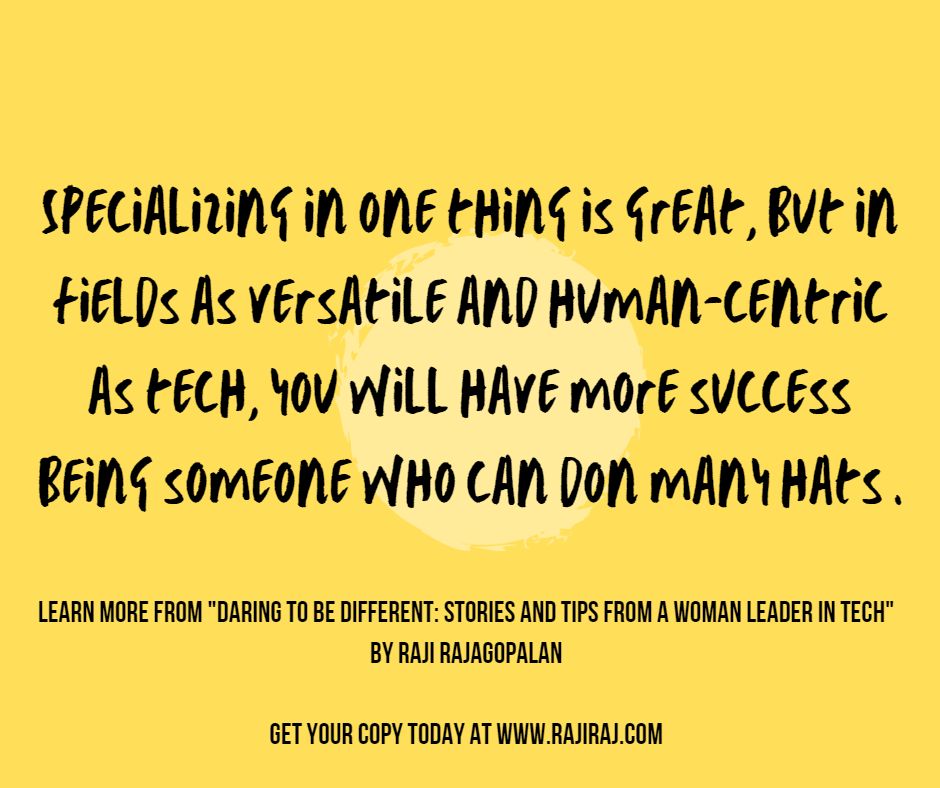 SPECiALiZiNG iN ONE tHiNG is GrEAt, BUt iN
fiELDs As VErsAtiLE AND HUmAN-CENtriC
As tECH, YOU WiLL HAVE morE sUCCEss
BEiNG somEONE WHO CAN DON mANY HAts.
LEARN MORE FROM "DARING TO BE DIFFERENT: STORIES AND TIPS FROM A WOMAN LEADER IN TECH"
BY RAJI RAJAGOPALAN
GET YOUR COPY TODAY AT WWW.RAJIRAJ.COM